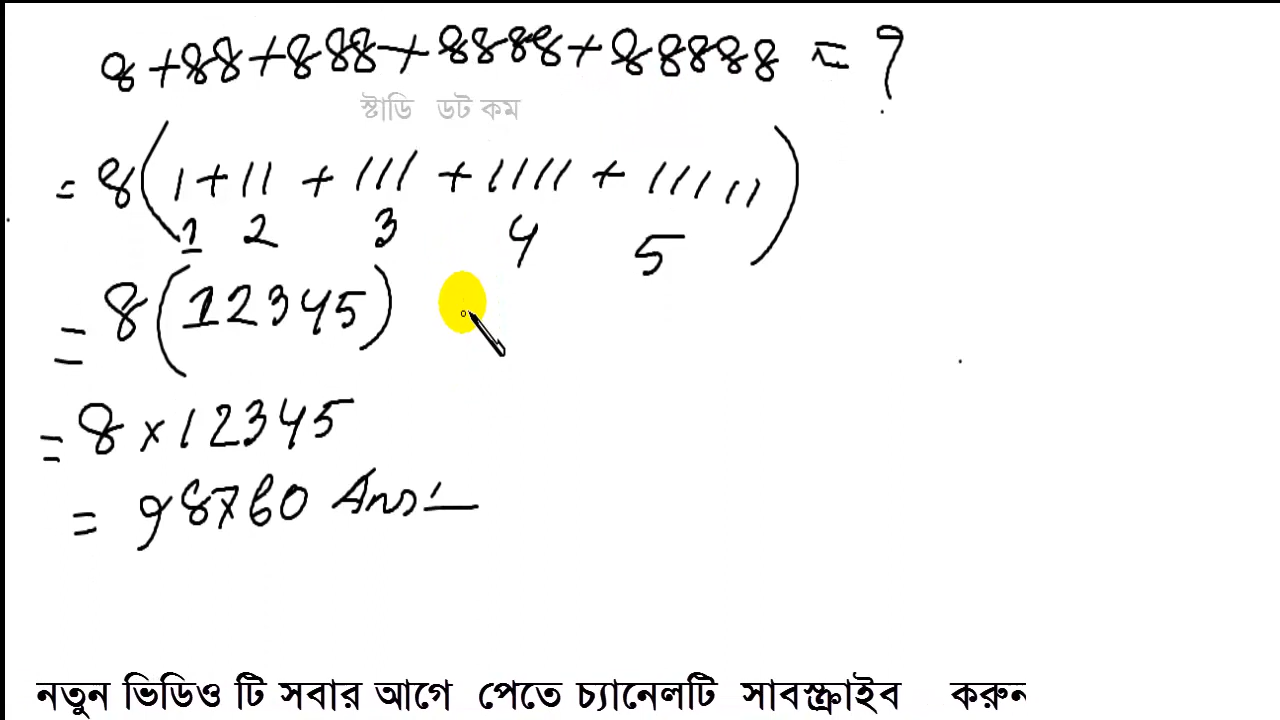 8+88+888+8888+88888 = ?
স্টাডি ডট কম
= 8(1+11+111+1111+11111)
1 2 3 4 5
= 8(12345)
= 8×12345
= 98760 Ans:
নতুন ভিডিও টি সবার আগে পেতে চ্যানেলটি সাবস্ক্রাইব করুন